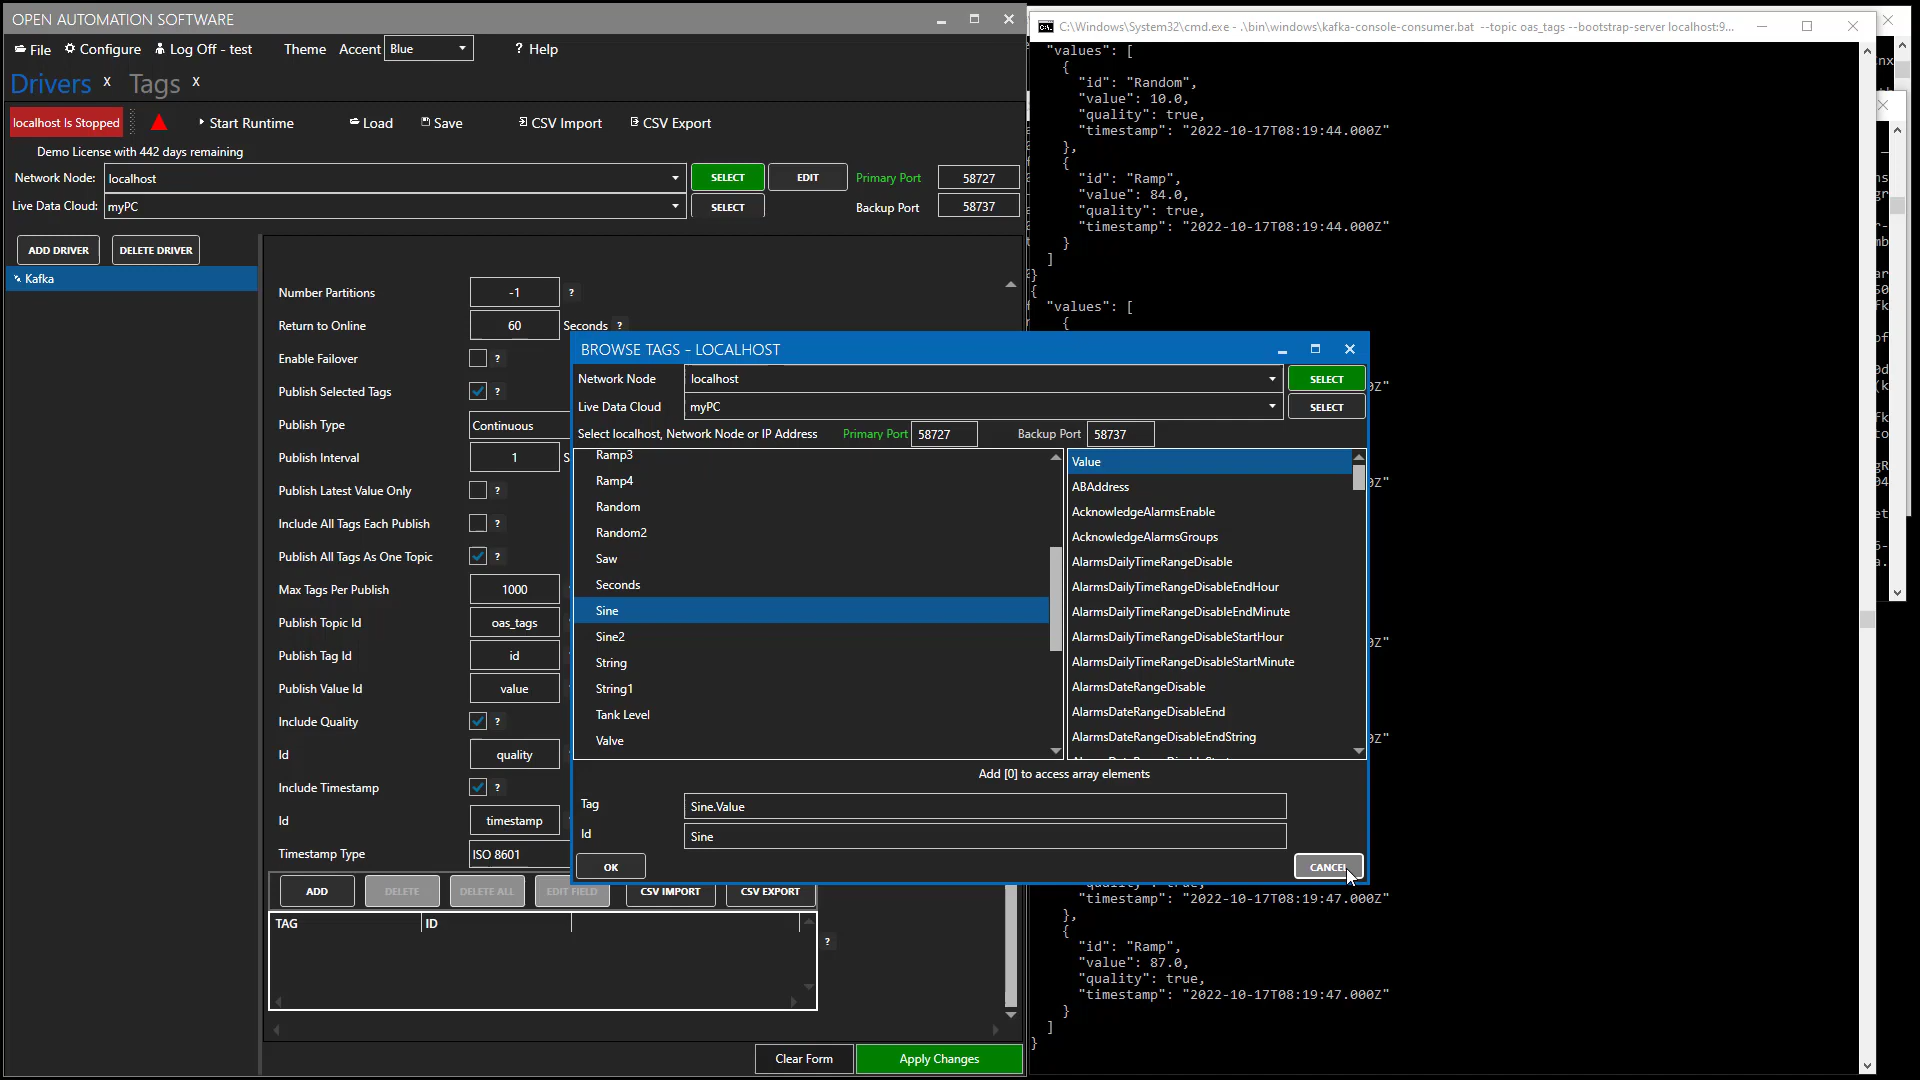 OPEN AUTOMATION SOFTWARE
File Configure Log Off - test Theme Accent Blue ? Help
Drivers x Tags x
localhost Is Stopped Start Runtime Load Save CSV Import CSV Export
Demo License with 442 days remaining
Network Node: localhost SELECT EDIT Primary Port 58727
Live Data Cloud: myPC SELECT Backup Port 58737
ADD DRIVER DELETE DRIVER
Kafka
Number Partitions -1 ?
Return to Online 60 Seconds ?
Enable Failover ?
Publish Selected Tags ?
Publish Type Continuous
Publish Interval 1 S
Publish Latest Value Only ?
Include All Tags Each Publish ?
Publish All Tags As One Topic ?
Max Tags Per Publish 1000
Publish Topic Id oas_tags
Publish Tag Id id
Publish Value Id value
Include Quality ?
Id quality
Include Timestamp ?
Id timestamp
Timestamp Type ISO 8601
ADD DELETE DELETE ALL EDIT FIELD CSV IMPORT CSV EXPORT
TAG ID
?
Clear Form Apply Changes
BROWSE TAGS - LOCALHOST
Network Node localhost SELECT
Live Data Cloud myPC SELECT
Select localhost, Network Node or IP Address Primary Port 58727 Backup Port 58737
Ramp3
Ramp4
Random
Random2
Saw
Seconds
Sine
Sine2
String
String1
Tank Level
Valve
Value
ABAddress
AcknowledgeAlarmsEnable
AcknowledgeAlarmsGroups
AlarmsDailyTimeRangeDisable
AlarmsDailyTimeRangeDisableEndHour
AlarmsDailyTimeRangeDisableEndMinute
AlarmsDailyTimeRangeDisableStartHour
AlarmsDailyTimeRangeDisableStartMinute
AlarmsDateRangeDisable
AlarmsDateRangeDisableEnd
AlarmsDateRangeDisableEndString
Add [0] to access array elements
Tag Sine.Value
Id Sine
OK CANCEL
C:\Windows\System32\cmd.exe - .\bin\windows\kafka-console-consumer.bat --topic oas_tags --bootstrap-server localhost:9...
"values": [
{
"id": "Random",
"value": 10.0,
"quality": true,
"timestamp": "2022-10-17T08:19:44.000Z"
},
{
"id": "Ramp",
"value": 84.0,
"quality": true,
"timestamp": "2022-10-17T08:19:44.000Z"
}
]
}
{
"values": [
{
0Z"
0Z"
0Z"
0Z"
"quality": true,
"timestamp": "2022-10-17T08:19:47.000Z"
},
{
"id": "Ramp",
"value": 87.0,
"quality": true,
"timestamp": "2022-10-17T08:19:47.000Z"
}
]
}